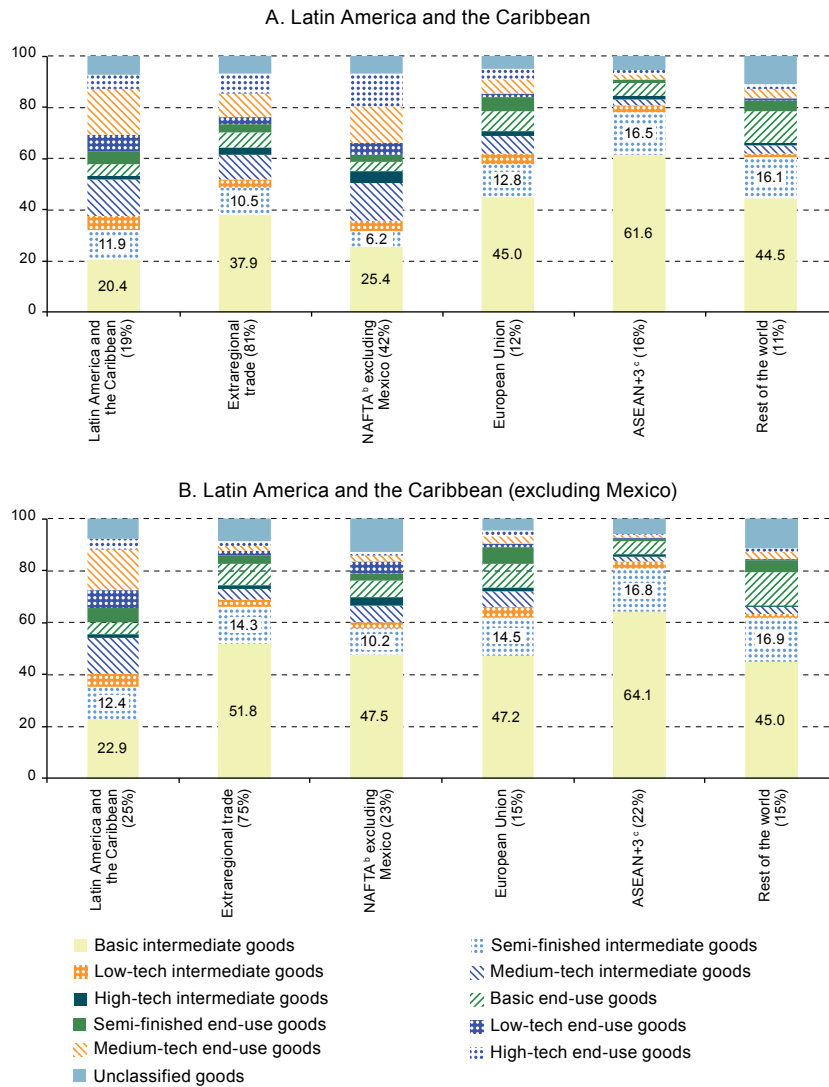 A. Latin America and the Caribbean
100
80
60
40
20
0
11.9
20.4
10.5
37.9
6.2
25.4
12.8
45.0
16.5
61.6
16.1
44.5
Latin America and
the Caribbean
(19%)
Extraregional
trade (81%)
NAFTA ᵇ excluding
Mexico (42%)
European Union
(12%)
ASEAN+3 ᶜ (16%)
Rest of the world
(11%)
B. Latin America and the Caribbean (excluding Mexico)
100
80
60
40
20
0
12.4
22.9
14.3
51.8
10.2
47.5
14.5
47.2
16.8
64.1
16.9
45.0
Latin America and
the Caribbean
(25%)
Extraregional trade
(75%)
NAFTA ᵇ excluding
Mexico (23%)
European Union
(15%)
ASEAN+3 ᶜ (22%)
Rest of the world
(15%)
Basic intermediate goods
Semi-finished intermediate goods
Low-tech intermediate goods
Medium-tech intermediate goods
High-tech intermediate goods
Basic end-use goods
Semi-finished end-use goods
Low-tech end-use goods
Medium-tech end-use goods
High-tech end-use goods
Unclassified goods